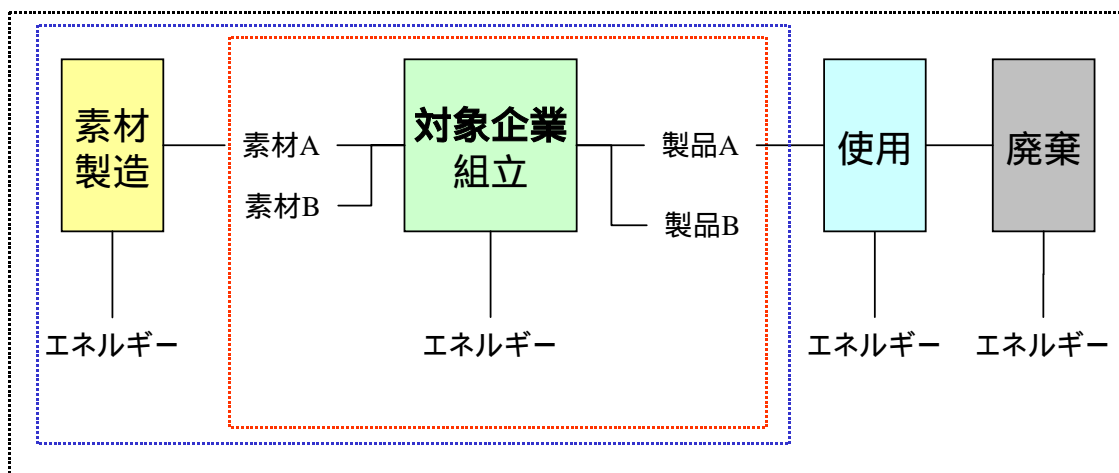 素材
製造
素材A
素材B
対象企業
組立
製品A
製品B
使用
廃棄
エネルギー
エネルギー
エネルギー
エネルギー